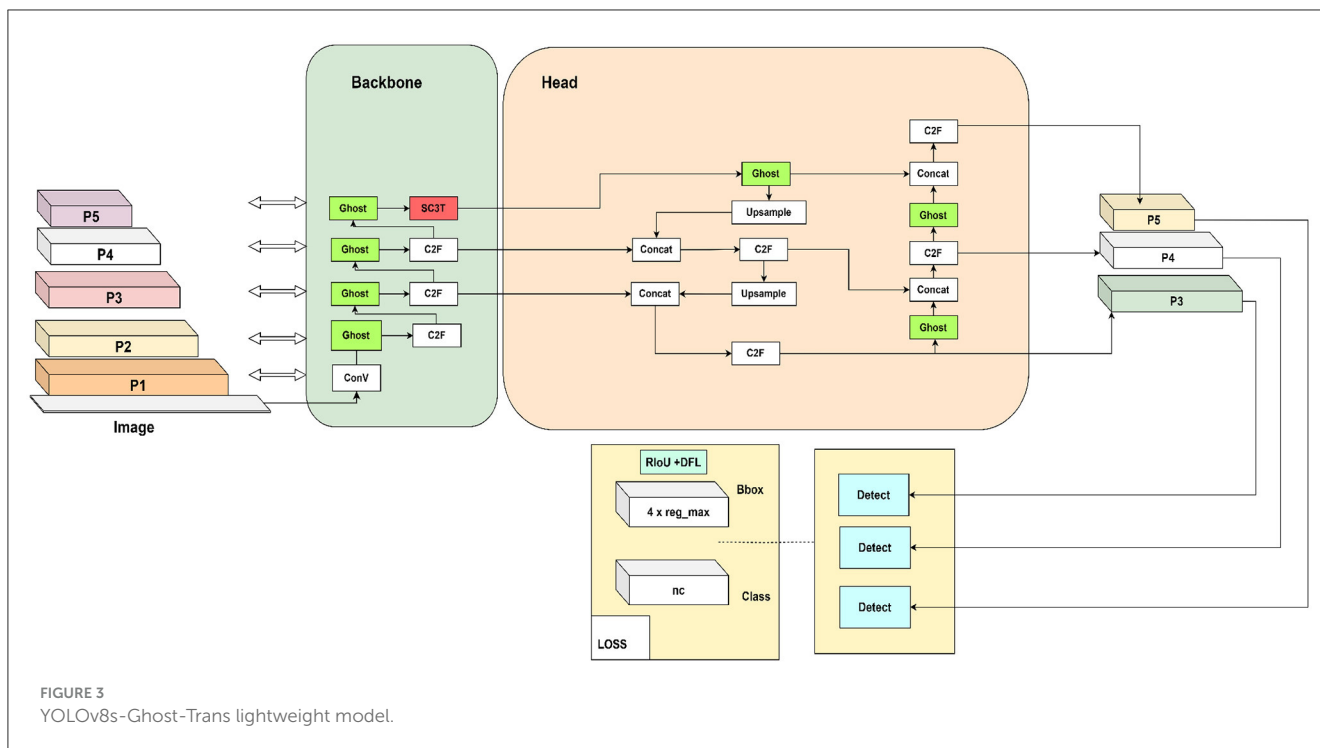 Backbone
Head
C2F
Ghost
Concat
Ghost
SC3T
P5
Upsample
Ghost
P5
P4
Ghost
C2F
Concat
C2F
C2F
P4
P3
Ghost
C2F
Concat
Upsample
Concat
P3
P2
Ghost
C2F
Ghost
C2F
P1
ConV
Image
RIoU +DFL
Bbox
4 x reg_max
Detect
Detect
nc
Class
Detect
LOSS
FIGURE 3
YOLOv8s-Ghost-Trans lightweight model.